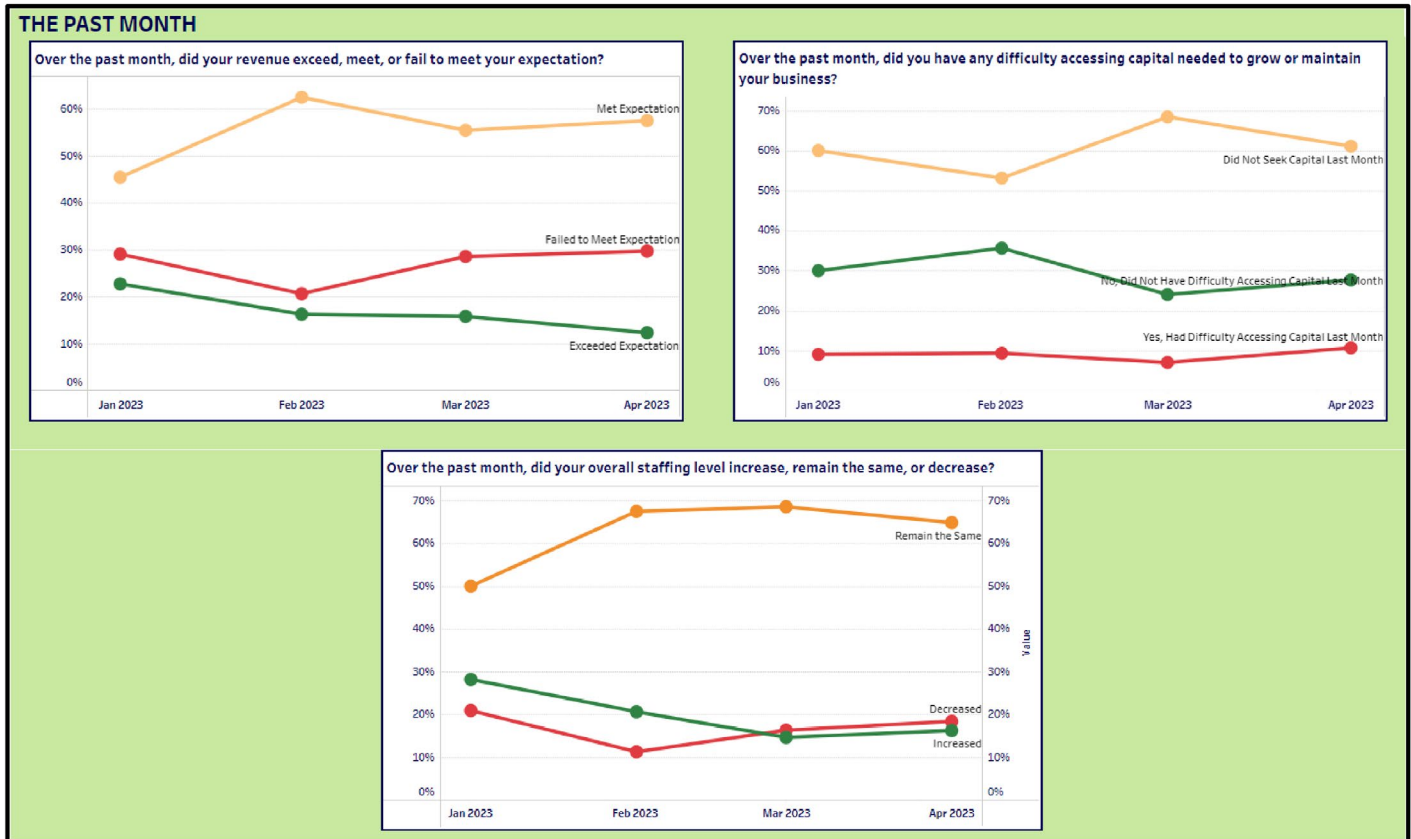 THE PAST MONTH
Over the past month, did your revenue exceed, meet, or fail to meet your expectation?
60%
50%
40%
30%
20%
10%
0%
Met Expectation
Failed to Meet Expectation
Exceeded Expectation
Jan 2023
Feb 2023
Mar 2023
Apr 2023
Over the past month, did you have any difficulty accessing capital needed to grow or maintain
your business?
70%
60%
50%
40%
30%
20%
10%
0%
Did Not Seek Capital Last Month
No, Did Not Have Difficulty Accessing Capital Last Month
Yes, Had Difficulty Accessing Capital Last Month
Jan 2023
Feb 2023
Mar 2023
Apr 2023
Over the past month, did your overall staffing level increase, remain the same, or decrease?
70%
60%
50%
40%
30%
20%
10%
0%
Remain the Same
Decreased
Increased
70%
60%
50%
40%
30%
20%
10%
0%
Value
Jan 2023
Feb 2023
Mar 2023
Apr 2023